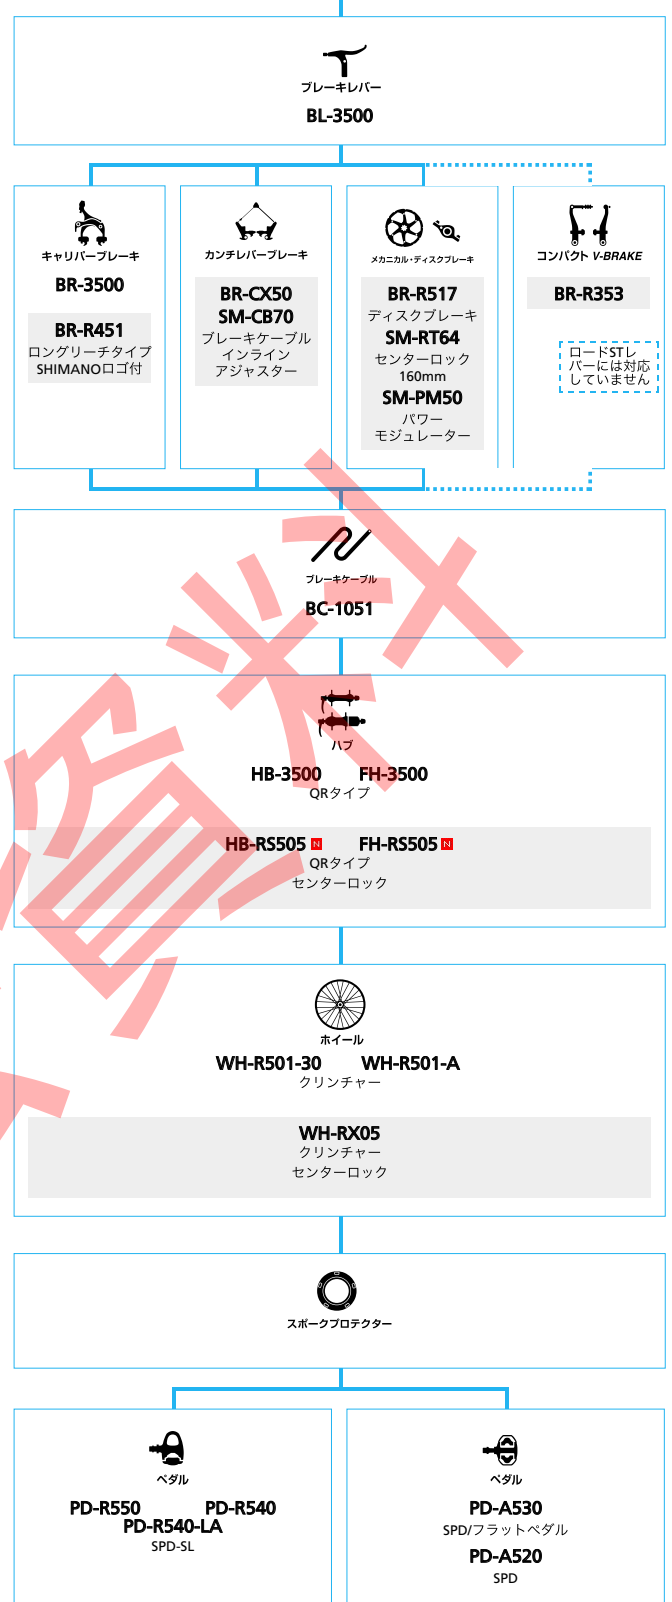 ブレーキレバー
BL-3500
キャリパーブレーキ
BR-3500
BR-R451
ロングリーチタイプ
SHIMANOロゴ付
カンチレバーブレーキ
BR-CX50
SM-CB70
ブレーキケーブル
インライン
アジャスター
メカニカル・ディスクブレーキ
BR-R517
ディスクブレーキ
SM-RT64
センターロック
160mm
SM-PM50
パワー
モジュレーター
コンパクト V-BRAKE
BR-R353
ロードSTレ
バーには対応
していません
ブレーキケーブル
BC-1051
ハブ
HB-3500 FH-3500
QRタイプ
HB-RS505 N FH-RS505 N
QRタイプ
センターロック
ホイール
WH-R501-30 WH-R501-A
クリンチャー
WH-RX05
クリンチャー
センターロック
スポークプロテクター
ペダル
PD-R550 PD-R540
PD-R540-LA
SPD-SL
ペダル
PD-A530
SPD/フラットペダル
PD-A520
SPD
資料